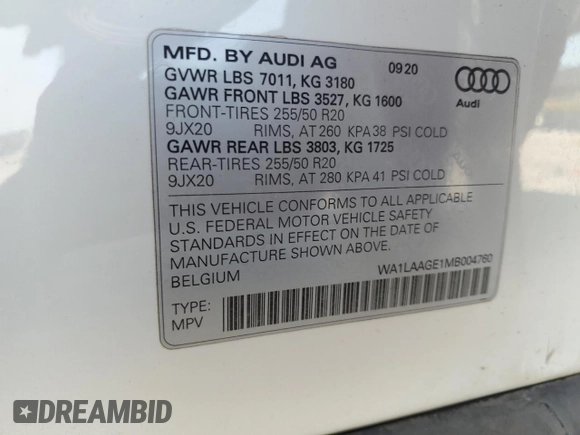 MFD. BY AUDI AG 09 20
GVWR LBS 7011, KG 3180
GAWR FRONT LBS 3527, KG 1600
Audi
FRONT-TIRES 255/50 R20
9JX20 RIMS, AT 260 KPA 38 PSI COLD
GAWR REAR LBS 3803, KG 1725
REAR-TIRES 255/50 R20
9JX20 RIMS, AT 280 KPA 41 PSI COLD
THIS VEHICLE CONFORMS TO ALL APPLICABLE
U.S. FEDERAL MOTOR VEHICLE SAFETY
STANDARDS IN EFFECT ON THE DATE OF
MANUFACTURE SHOWN ABOVE.
BELGIUM
WA1LAAGE1MB004760
TYPE:
MPV
DREAMBID